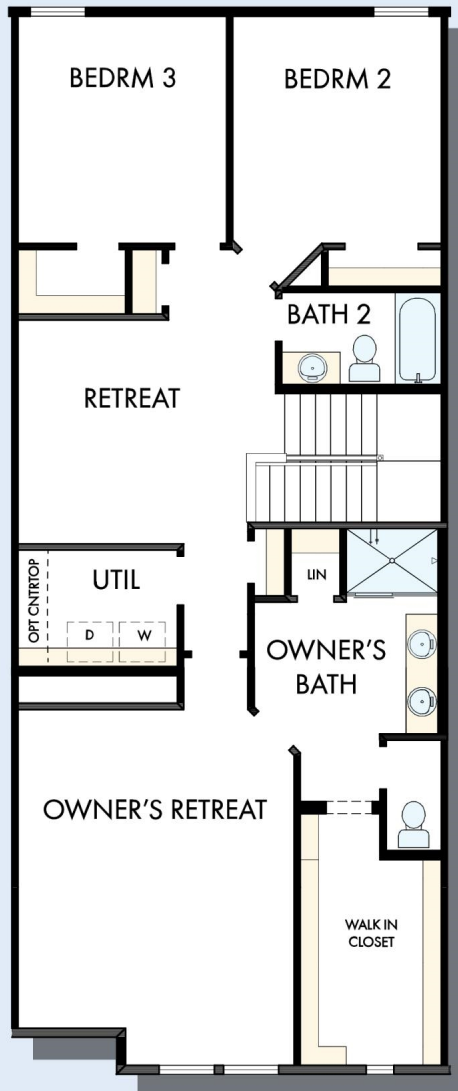 BEDRM 3
BEDRM 2
BATH 2
RETREAT
UTIL
OPT CNTRTOP
D
W
LIN
OWNER'S
BATH
OWNER'S RETREAT
WALK IN
CLOSET